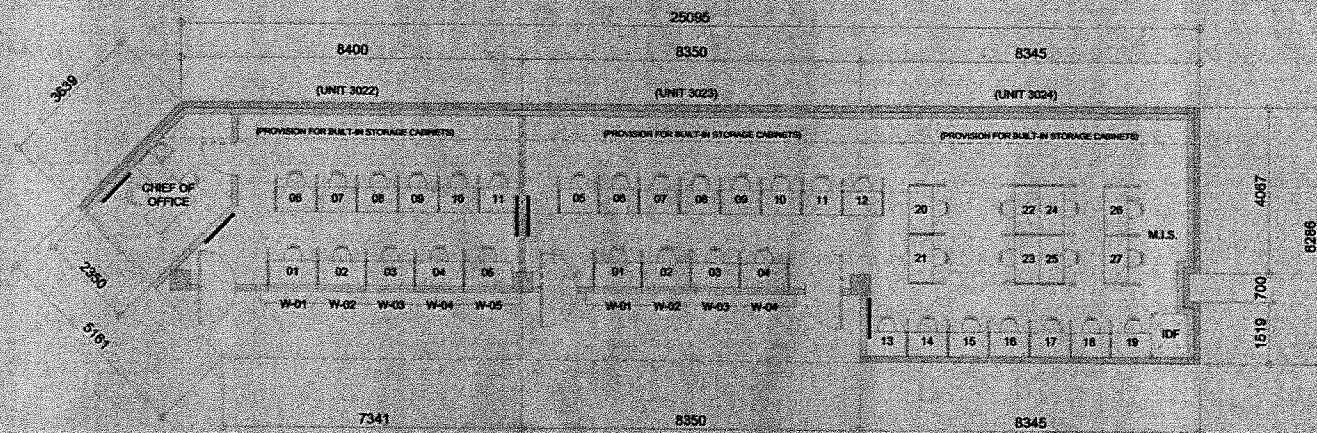 25095
8400 8350 8345
3639
(UNIT 3022) (UNIT 3023) (UNIT 3024)
(PROVISION FOR BUILT-IN STORAGE CABINETS) (PROVISION FOR BUILT-IN STORAGE CABINETS) (PROVISION FOR BUILT-IN STORAGE CABINETS)
CHIEF OF
OFFICE
06 07 08 09 10 11 05 06 07 08 09 10 11 12
20 22 24 26
4067
M.I.S.
6286
21 23 25 27
01 02 03 04 05 01 02 03 04
2350
W-01 W-02 W-03 W-04 W-05 W-01 W-02 W-03 W-04
700
5161
13 14 15 16 17 18 19 IDF
1519
7341 8350 8345